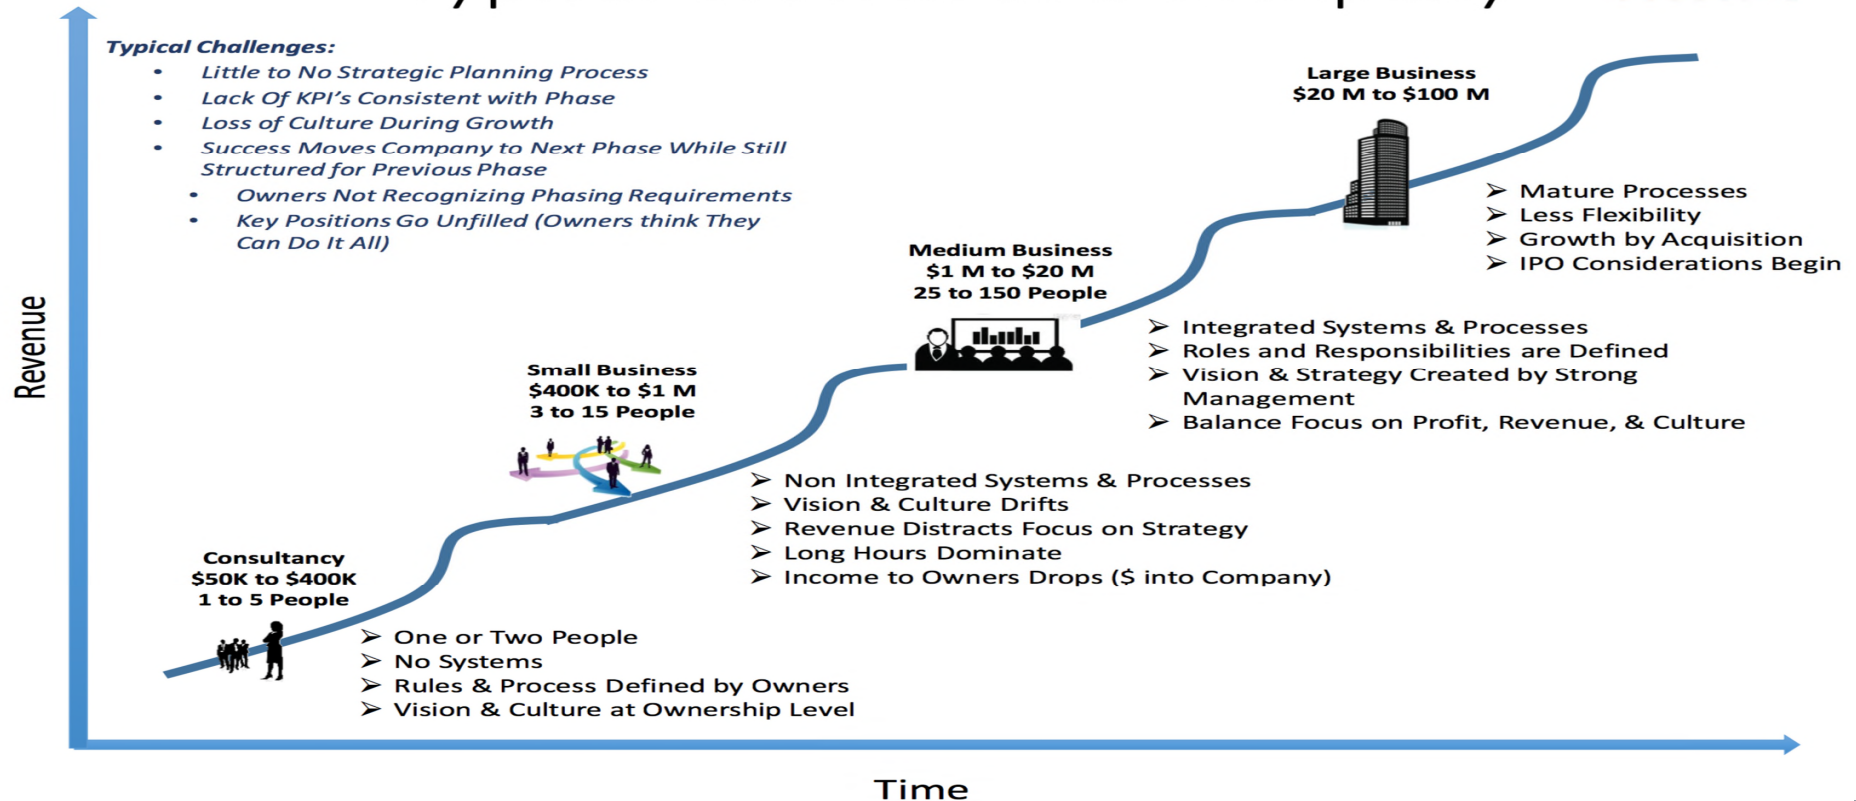 Typical Challenges:
• Little to No Strategic Planning Process
• Lack Of KPI’s Consistent with Phase
• Loss of Culture During Growth
• Success Moves Company to Next Phase While Still
Structured for Previous Phase
• Owners Not Recognizing Phasing Requirements
• Key Positions Go Unfilled (Owners think They
Can Do It All)
Large Business
$20 M to $100 M
➢ Mature Processes
➢ Less Flexibility
➢ Growth by Acquisition
➢ IPO Considerations Begin
Medium Business
$1 M to $20 M
25 to 150 People
➢ Integrated Systems & Processes
➢ Roles and Responsibilities are Defined
➢ Vision & Strategy Created by Strong
Management
➢ Balance Focus on Profit, Revenue, & Culture
Small Business
$400K to $1 M
3 to 15 People
➢ Non Integrated Systems & Processes
➢ Vision & Culture Drifts
➢ Revenue Distracts Focus on Strategy
➢ Long Hours Dominate
➢ Income to Owners Drops ($ into Company)
Consultancy
$50K to $400K
1 to 5 People
➢ One or Two People
➢ No Systems
➢ Rules & Process Defined by Owners
➢ Vision & Culture at Ownership Level
Revenue
Time